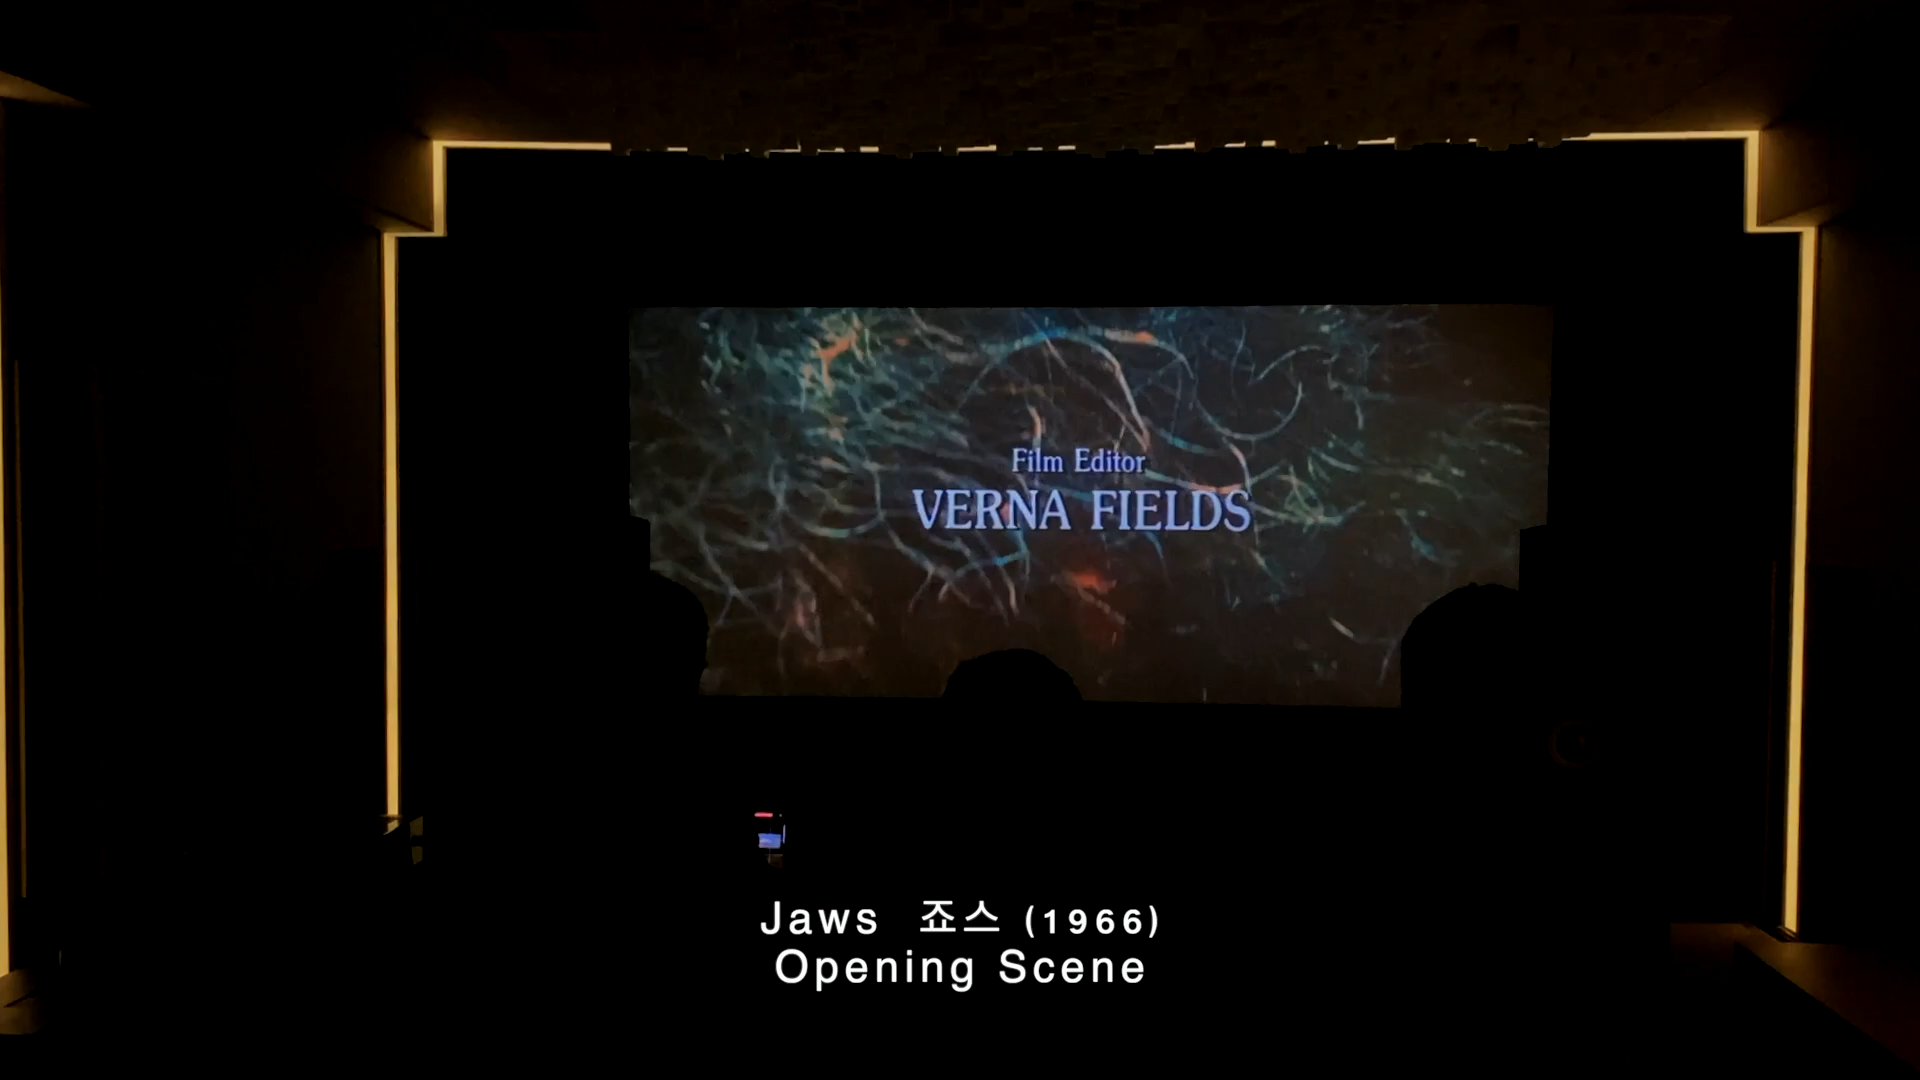 Film Editor
VERNA FIELDS
Jaws 죠스 (1966)
Opening Scene